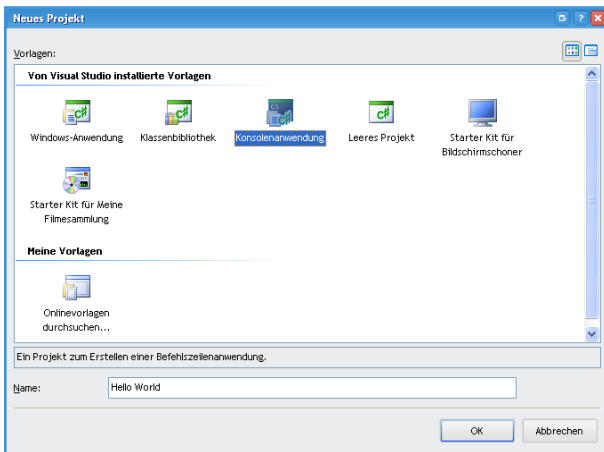 Neues Projekt
Vorlagen:
Von Visual Studio installierte Vorlagen
Windows-Anwendung
Klassenbibliothek
Konsolenanwendung
Leeres Projekt
Starter Kit für
Bildschirmschoner
Starter Kit für Meine
Filmesammlung
Meine Vorlagen
Onlinevorlagen
durchsuchen...
Ein Projekt zum Erstellen einer Befehlszeilenanwendung.
Name: Hello World
OK Abbrechen